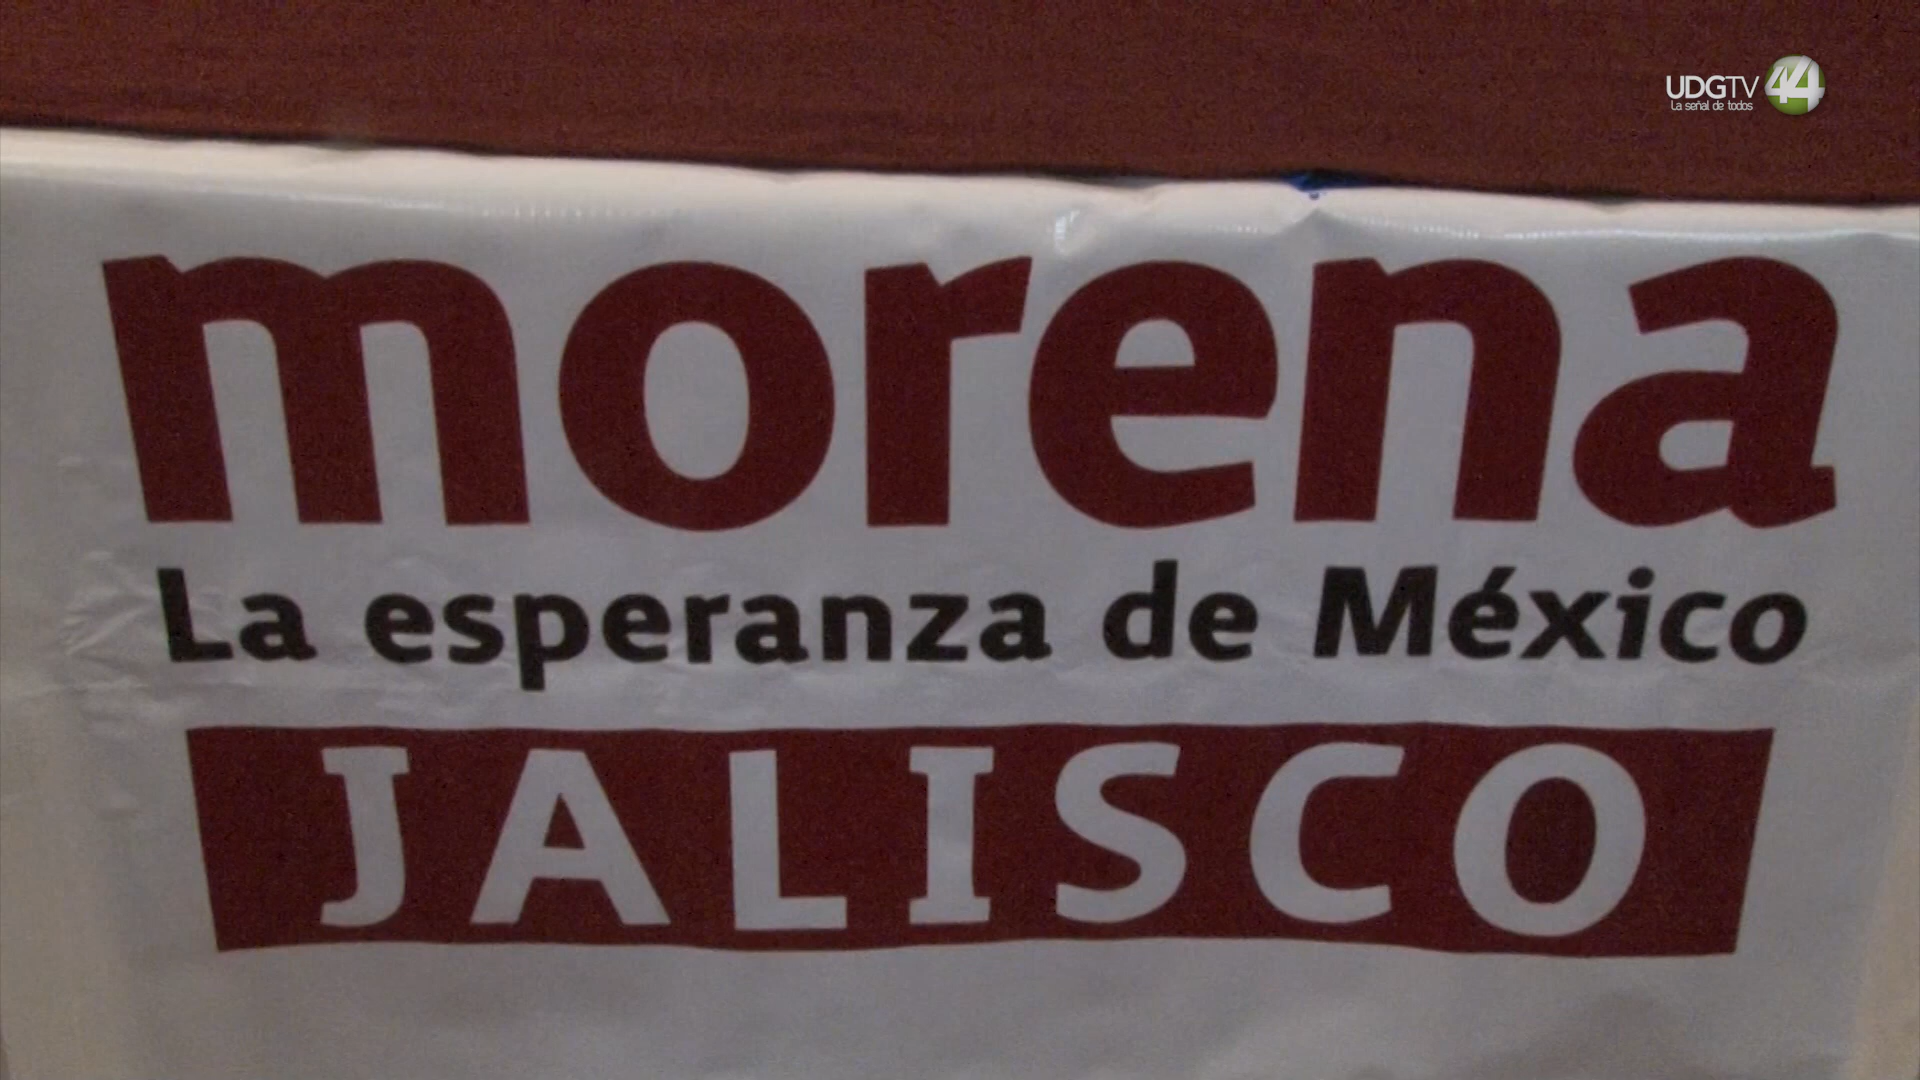 UDGTV 44
La señal de todos
morena
La esperanza de México
JALISCO